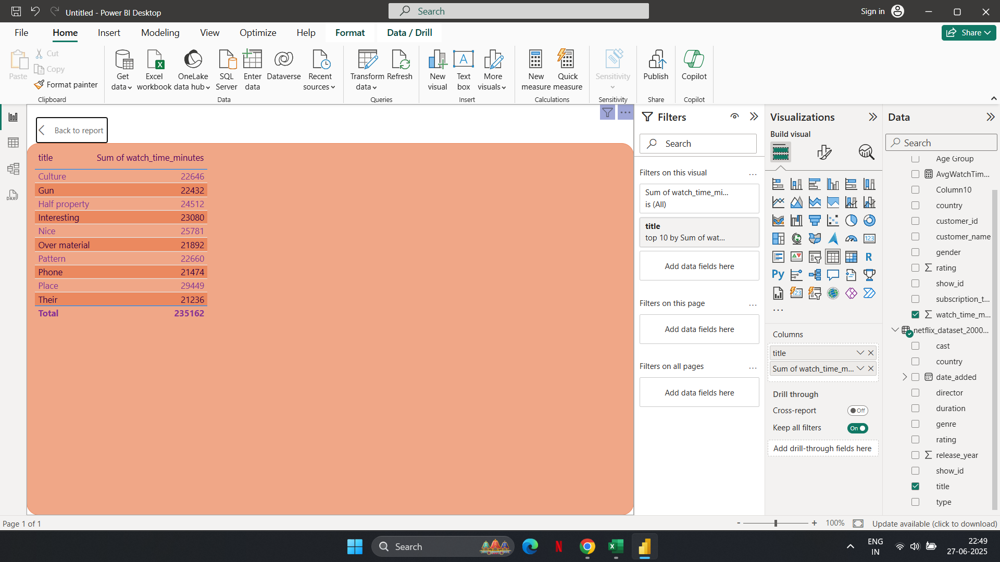 Untitled - Power BI Desktop
Search
Sign in
File Home Insert Modeling View Optimize Help Format Data / Drill
Share
Paste
Cut
Copy
Format painter
Clipboard
Get data
Excel workbook
OneLake data hub
SQL Server
Enter data
Dataverse
Recent sources
Data
Transform data
Refresh
Queries
New visual
A
Text box
More visuals
Insert
New measure
Quick measure
Calculations
Sensitivity
Sensitivity
Publish
Share
Copilot
Copilot
DAX
Back to report
title Sum of watch_time_minutes
Culture 22646
Gun 22432
Half property 24512
Interesting 23080
Nice 25781
Over material 21892
Pattern 22660
Phone 21474
Place 29449
Their 21236
Total 235162
Filters
Search
Filters on this visual ...
Sum of watch_time_mi...
is (All)
title
top 10 by Sum of wat...
Add data fields here
Filters on this page ...
Add data fields here
Filters on all pages ...
Add data fields here
Visualizations
Build visual
123
R
Py
123
...
Columns
title
Sum of watch_time_m...
Drill through
Cross-report Off
Keep all filters On
Add drill-through fields here
Data
Search
Age Group
AvgWatchTim...
Column10
country
customer_id
customer_name
gender
rating
show_id
subscription_t...
watch_time_m...
netflix_dataset_2000...
cast
country
date_added
director
duration
genre
rating
release_year
show_id
title
type
Page 1 of 1
- + 100%
Update available (click to download)
Search
N
ENG
IN
22:49
27-06-2025